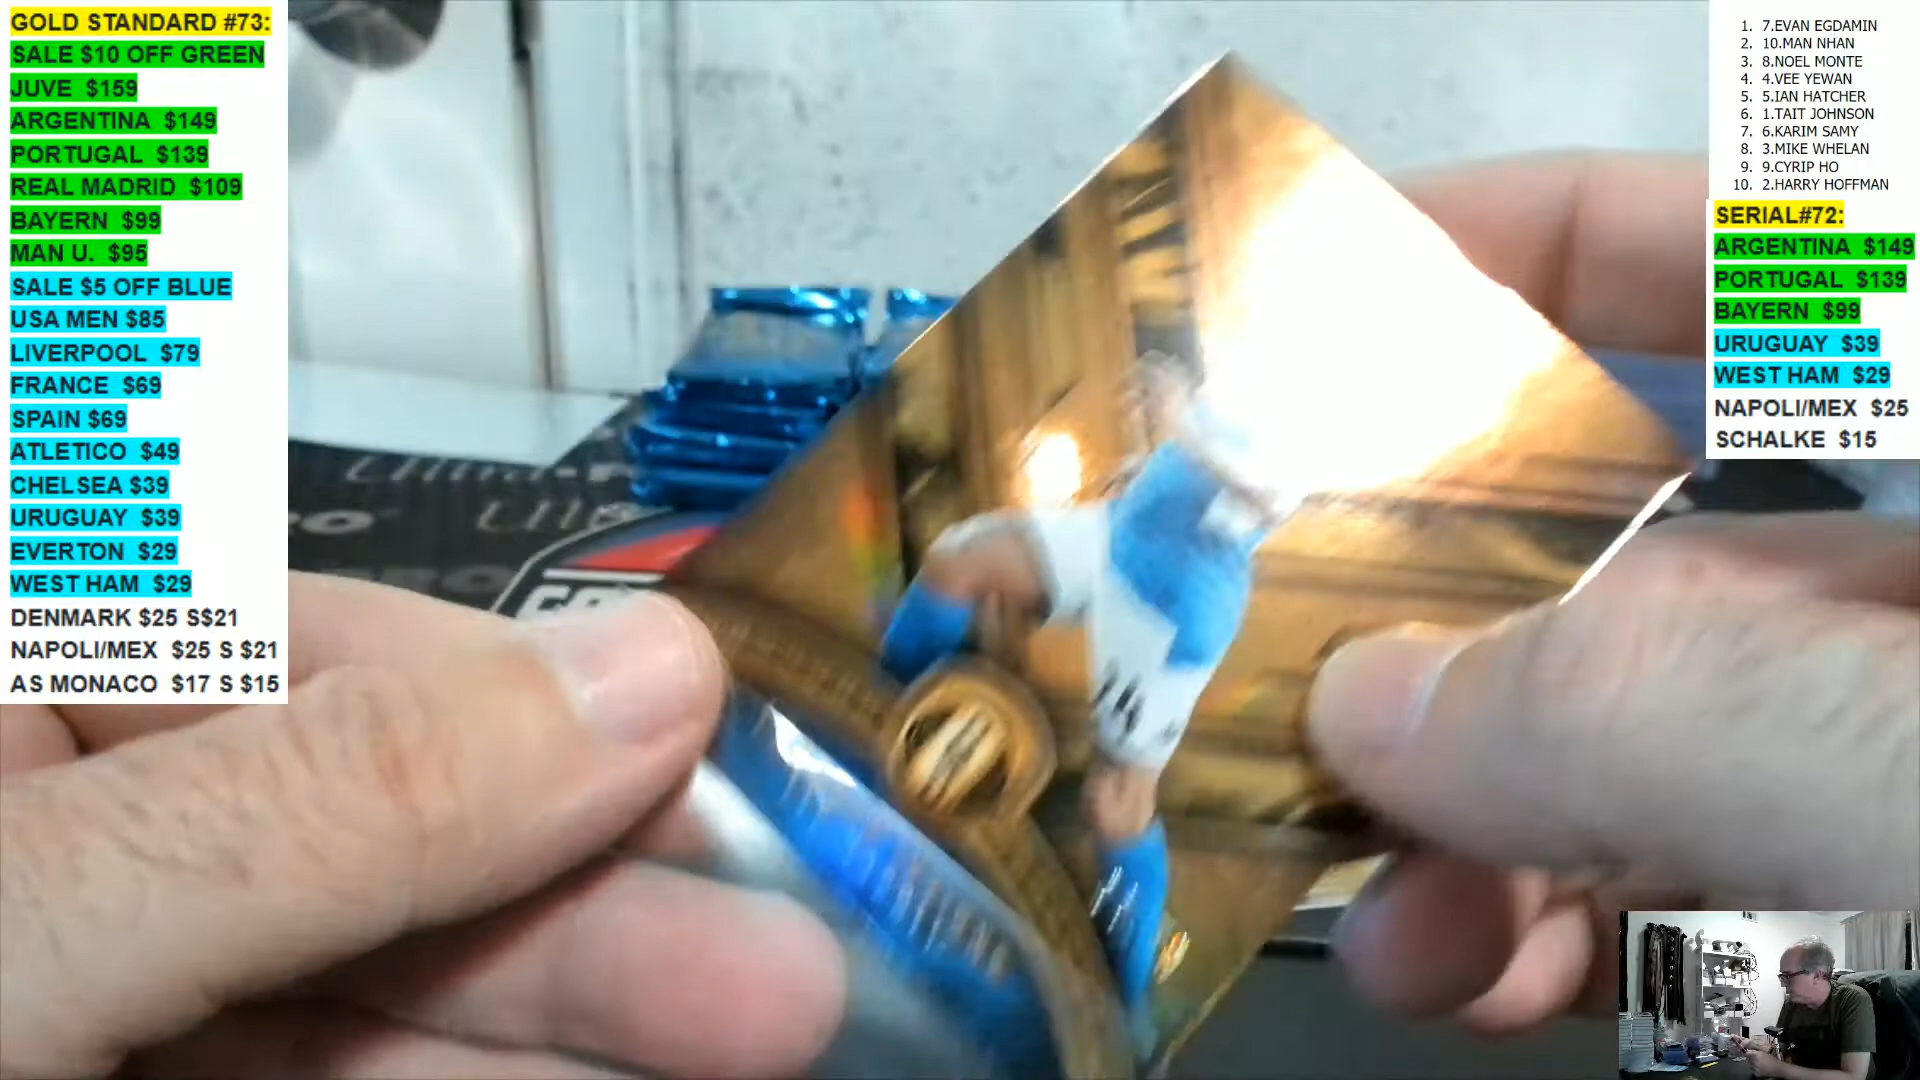 GOLD STANDARD #73:
SALE $10 OFF GREEN
JUVE $159
ARGENTINA $149
PORTUGAL $139
REAL MADRID $109
BAYERN $99
MAN U. $95
SALE $5 OFF BLUE
USA MEN $85
LIVERPOOL $79
FRANCE $69
SPAIN $69
ATLETICO $49
CHELSEA $39
URUGUAY $39
EVERTON $29
WEST HAM $29
DENMARK $25 S$21
NAPOLI/MEX $25 S $21
AS MONACO $17 S $15
1. 7.EVAN EGDAMIN
2. 10.MAN NHAN
3. 8.NOEL MONTE
4. 4.VEE YEWAN
5. 5.IAN HATCHER
6. 1.TAIT JOHNSON
7. 6.KARIM SAMY
8. 3.MIKE WHELAN
9. 9.CYRIP HO
10. 2.HARRY HOFFMAN
SERIAL#72:
ARGENTINA $149
PORTUGAL $139
BAYERN $99
URUGUAY $39
WEST HAM $29
NAPOLI/MEX $25
SCHALKE $15